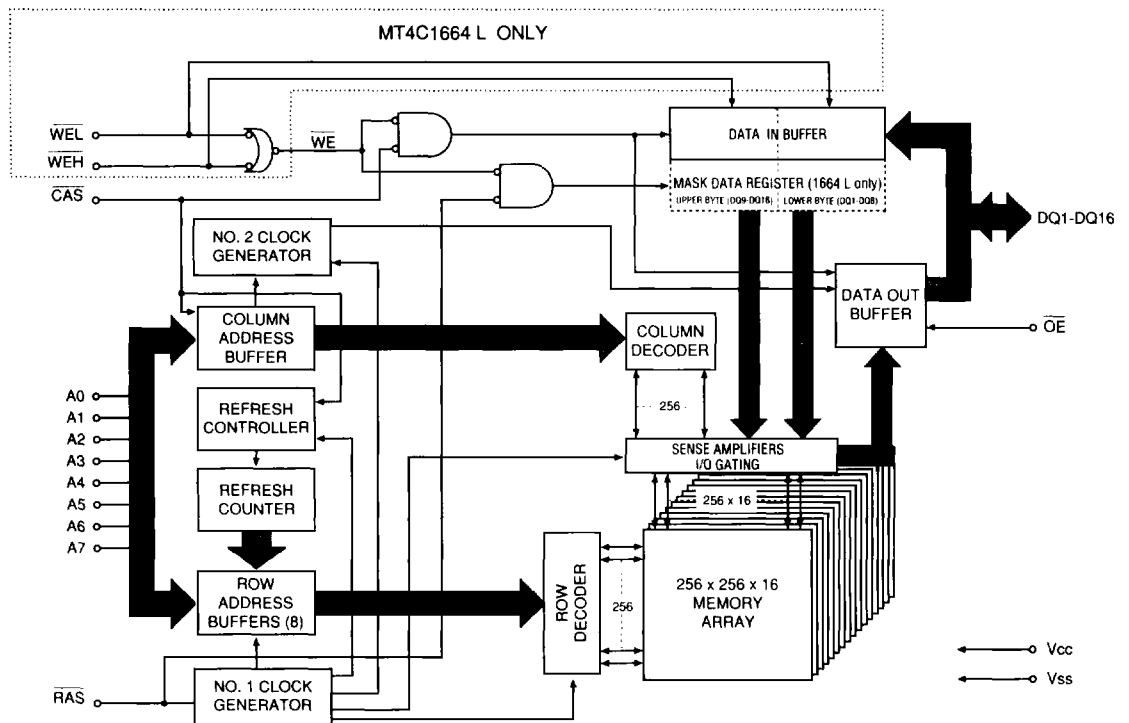 MT4C1664 L ONLY
WEL
WEH
WE
CAS
DATA IN BUFFER
MASK DATA REGISTER (1664 L only)
(UPPER BYTE (DQ9-DQ16)
LOWER BYTE (DQ1-DQ8)
DQ1-DQ16
NO. 2 CLOCK
GENERATOR
COLUMN
ADDRESS
BUFFER
COLUMN
DECODER
DATA OUT
BUFFER
OE
A0
A1
A2
A3
A4
A5
A6
A7
REFRESH
CONTROLLER
REFRESH
COUNTER
256
SENSE AMPLIFIERS
I/O GATING
256 x 16
ROW
ADDRESS
BUFFERS (8)
ROW
DECODER
256
256 x 256 x 16
MEMORY
ARRAY
RAS
NO. 1 CLOCK
GENERATOR
Vcc
Vss